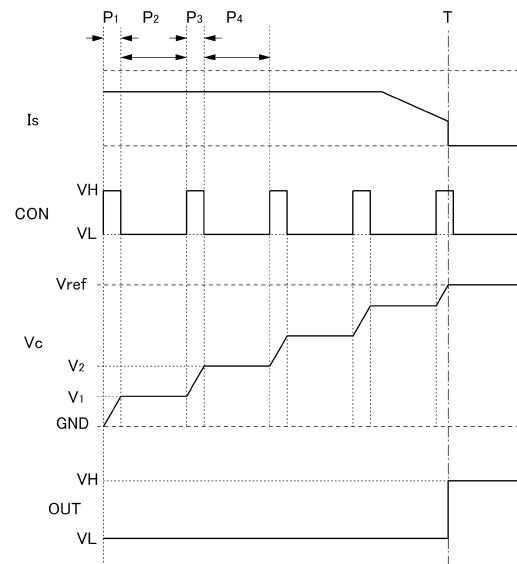 P1 P2 P3 P4 T
Is
VH
CON
VL
Vref
Vc
V2
V1
GND
VH
OUT
VL